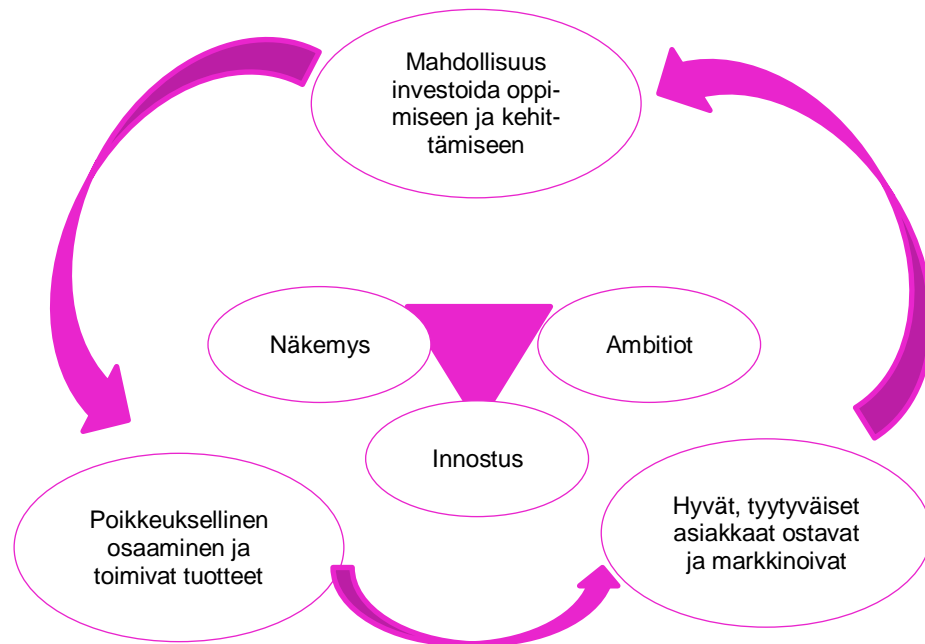 Mahdollisuus
investoida oppi-
miseen ja kehit-
tämiseen
Näkemys
Ambitiot
Innostus
Poikkeuksellinen
osaaminen ja
toimivat tuotteet
Hyvät, tyytyväiset
asiakkaat ostavat
ja markkinoivat